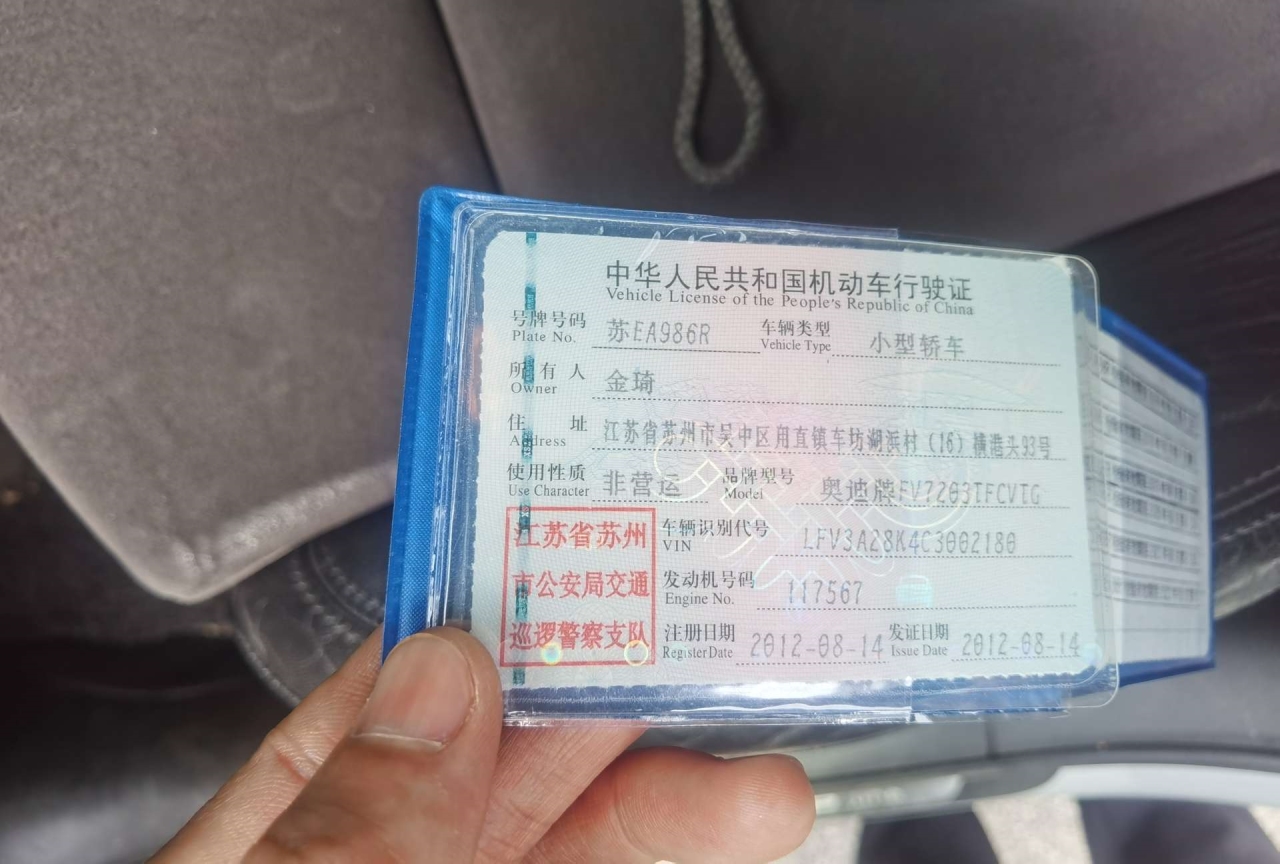 中华人民共和国机动车行驶证
Vehicle License of the People's Republic of China
号牌号码 苏EA986R 车辆类型 小型轿车
Plate No. Vehicle Type
所有人 金琦
Owner
住址 江苏省苏州市吴中区甪直镇车坊湖浜村(16)横港头93号
Address
使用性质 非营运 品牌型号 奥迪牌FV7203TFCVTG
Use Character Model
江苏省苏州 车辆识别代号 LFV3A28K4C3002180
VIN
市公安局交通 发动机号码 117567
Engine No.
巡逻警察支队 注册日期 2012-08-14 发证日期 2012-08-14
Register Date Issue Date